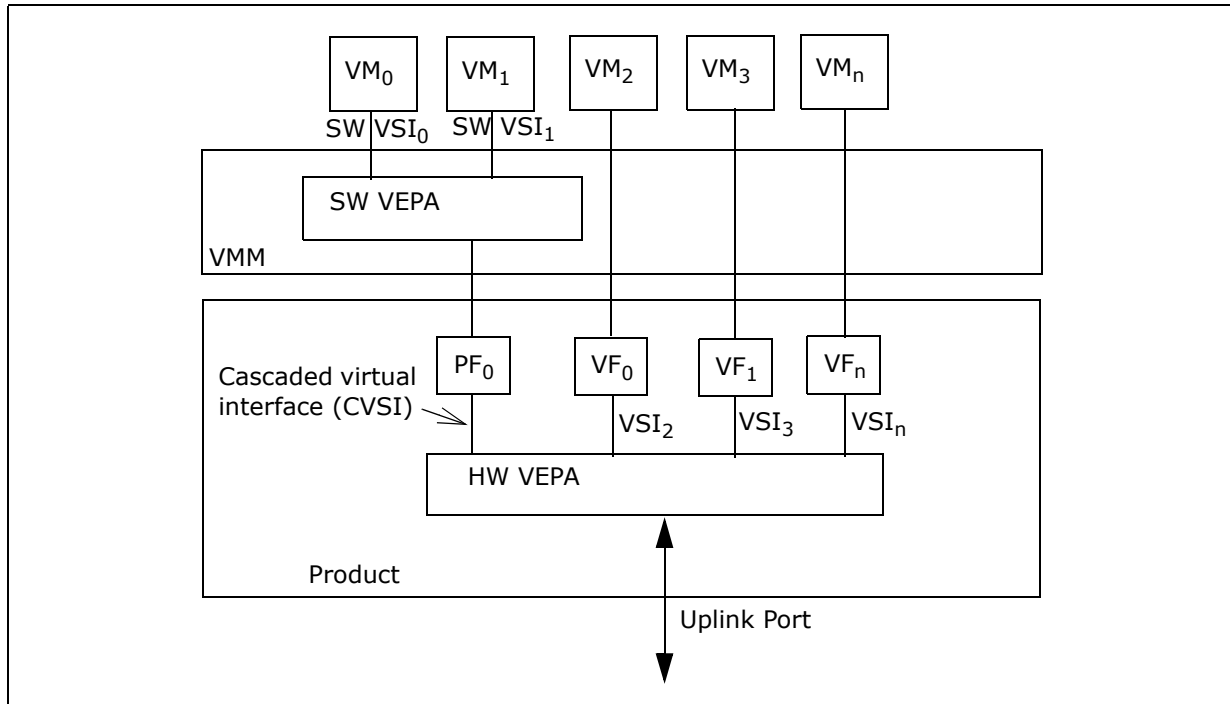 VM0 VM1 VM2 VM3 VMn
SW VSI0 SW VSI1
SW VEPA
VMM
PF0 VF0 VF1 VFn
Cascaded virtual
interface (CVSI)
VSI2 VSI3 VSIn
HW VEPA
Product
Uplink Port